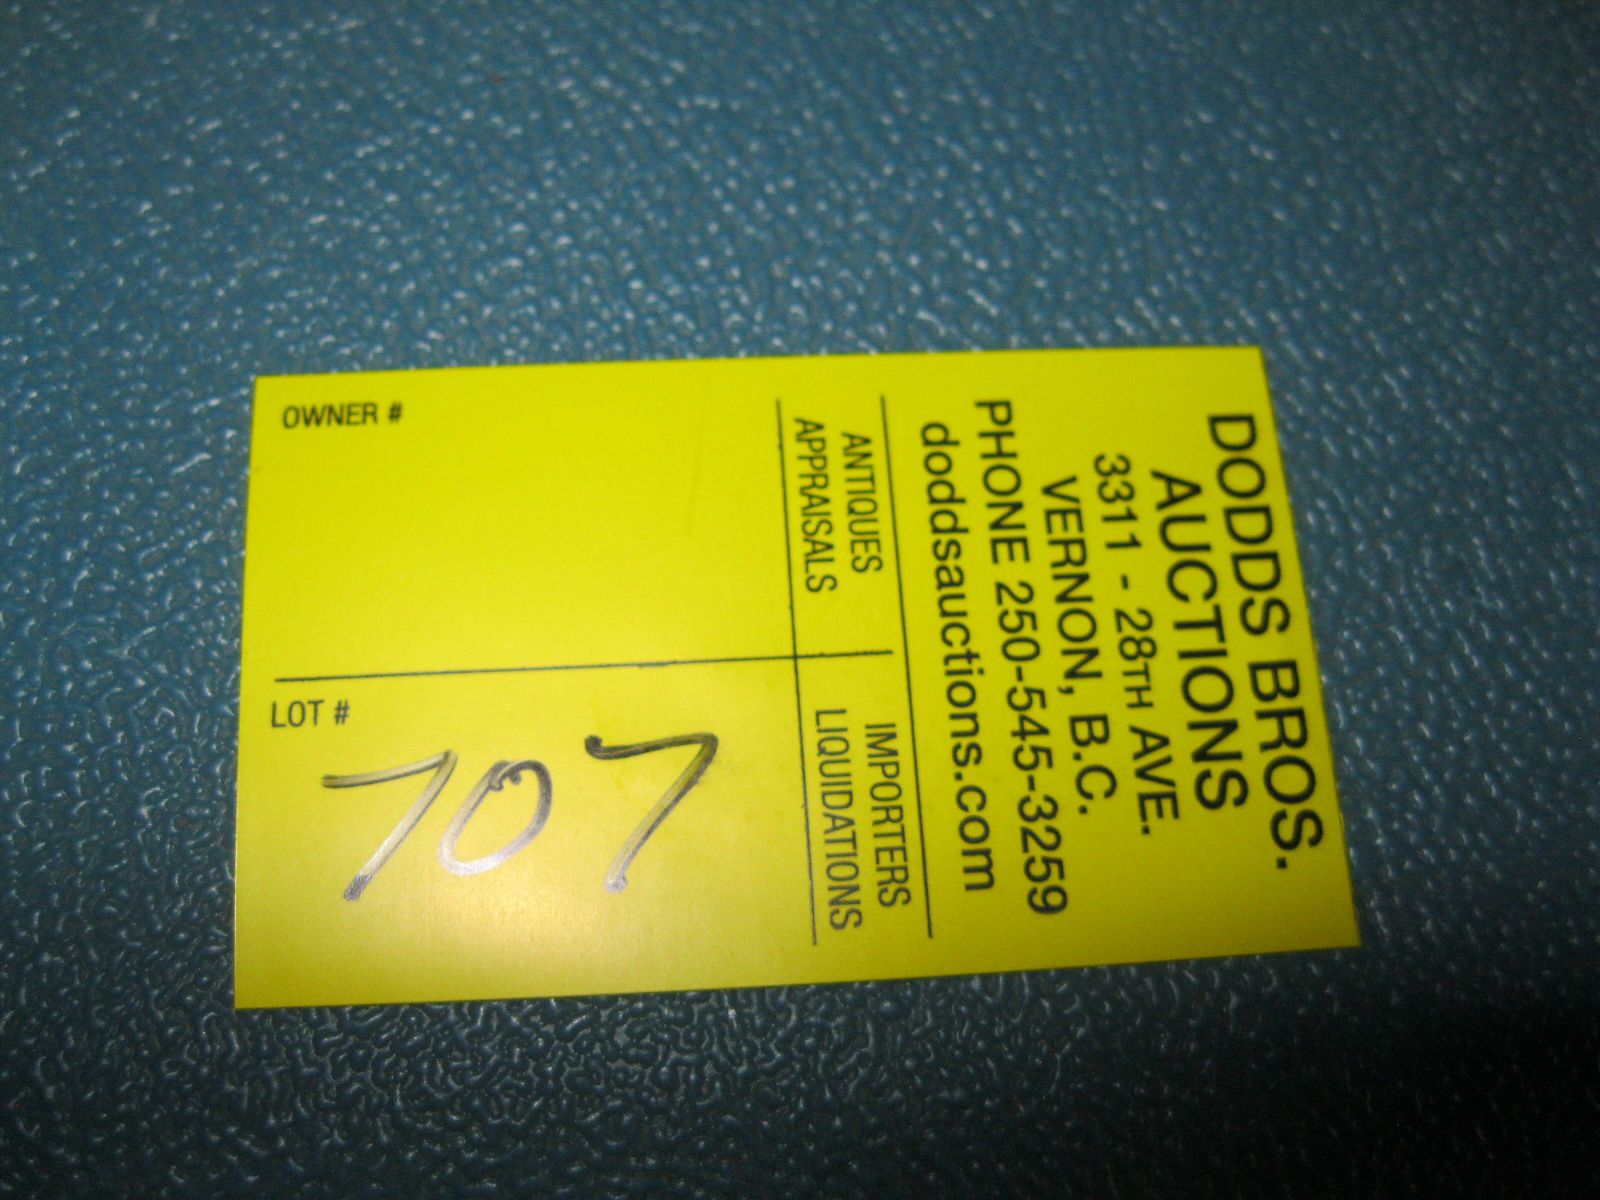 DODDS BROS.
AUCTIONS
3311 - 28TH AVE.
VERNON, B.C.
PHONE 250-545-3259
doddsauctions.com
ANTIQUES
APPRAISALS
IMPORTERS
LIQUIDATIONS
OWNER #
LOT #
707